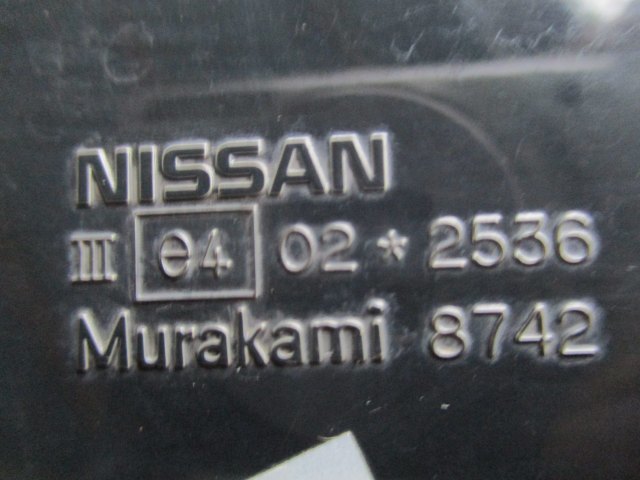 NISSAN
III e4 02 * 2536
Murakami 8742